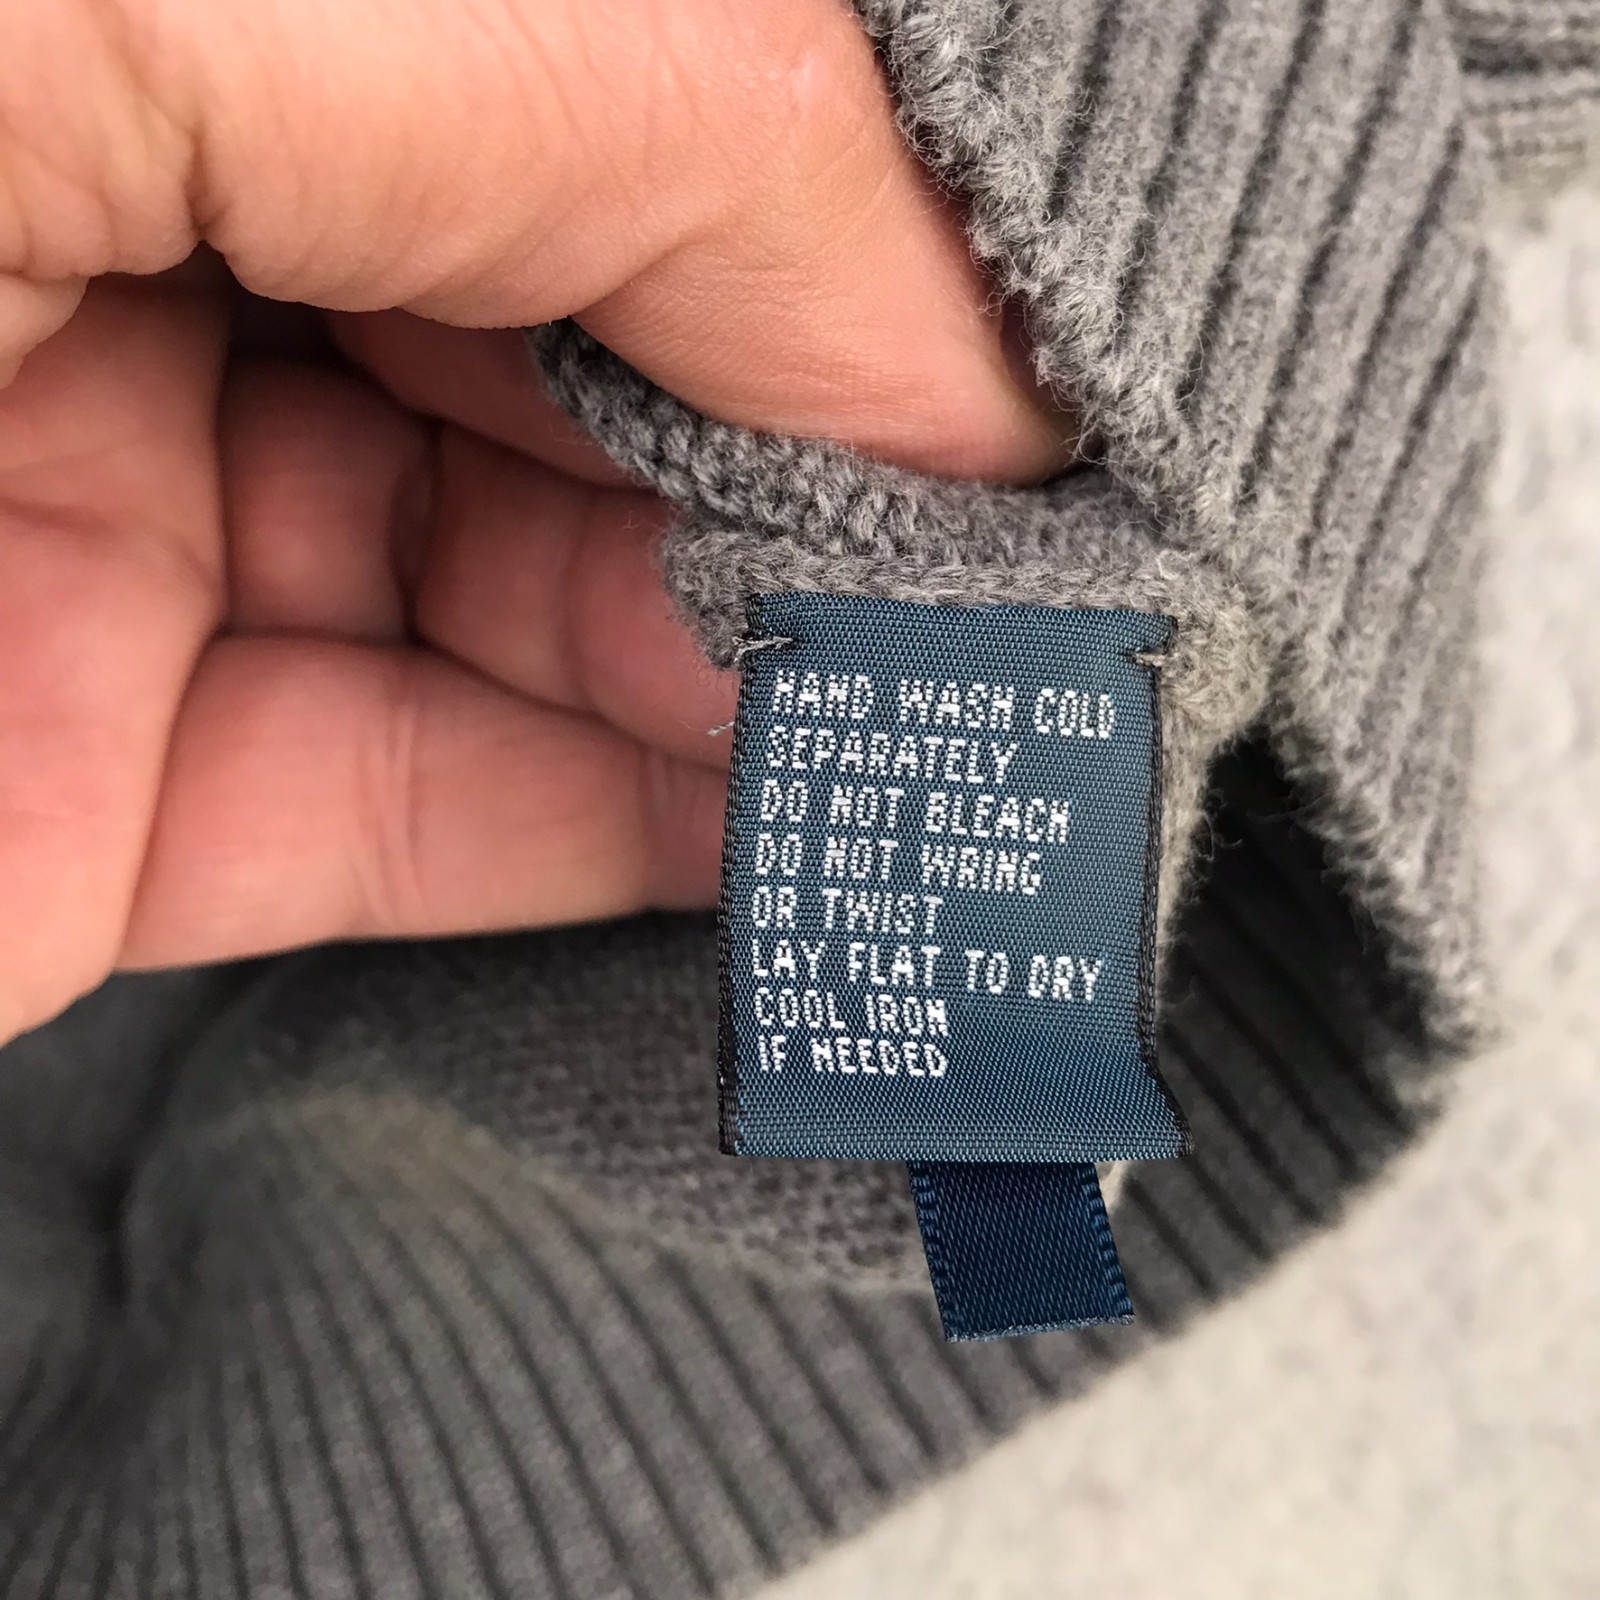 HAND WASH COLD
SEPARATELY
DO NOT BLEACH
DO NOT WRING
OR TWIST
LAY FLAT TO DRY
COOL IRON
IF NEEDED